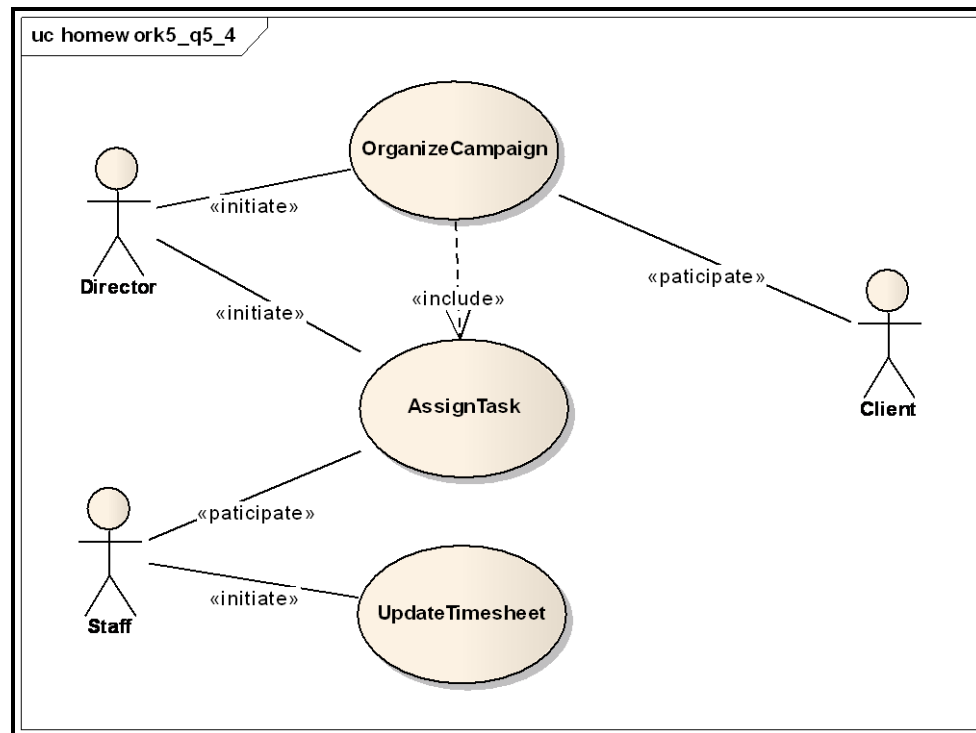 uc homework5_q5_4
OrganizeCampaign
«initiate»
Director
«paticipate»
«include»
«initiate»
Client
AssignTask
«paticipate»
«initiate»
UpdateTimesheet
Staff